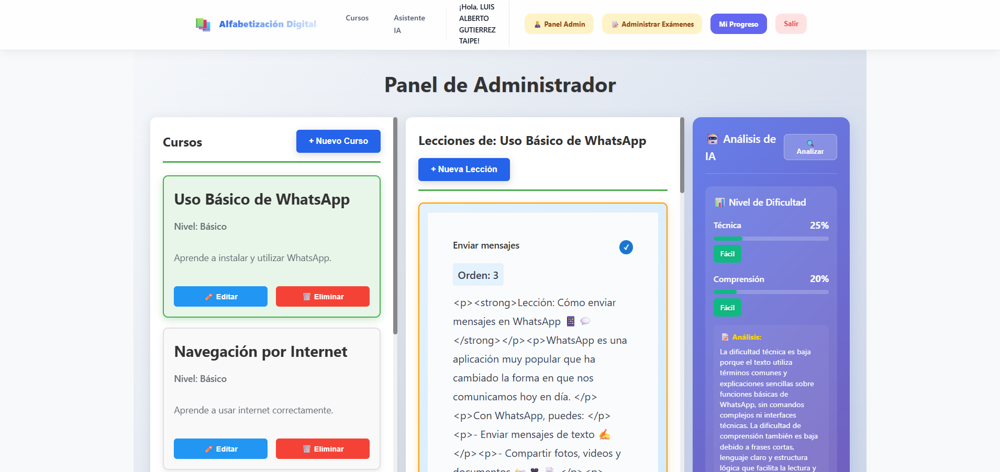 Alfabetización Digital
Cursos
Asistente
IA
¡Hola, LUIS
ALBERTO
GUTIERREZ
TAIPE!
Panel Admin
Administrar Exámenes
Mi Progreso
Salir
Panel de Administrador
Cursos
+ Nuevo Curso
Uso Básico de WhatsApp
Nivel: Básico
Aprende a instalar y utilizar WhatsApp.
Editar
Eliminar
Navegación por Internet
Nivel: Básico
Aprende a usar internet correctamente.
Editar
Eliminar
Lecciones de: Uso Básico de WhatsApp
+ Nueva Lección
Enviar mensajes
Orden: 3
<p><strong>Lección: Cómo enviar
mensajes en WhatsApp 📱 💬
</strong></p><p>WhatsApp es una
aplicación muy popular que ha
cambiado la forma en que nos
comunicamos hoy en día. </p>
<p>Con WhatsApp, puedes: </p>
<p>- Enviar mensajes de texto ✍️
</p><p>- Compartir fotos, videos y
documentos </p><p>
Análisis de
IA
Analizar
Nivel de Dificultad
Técnica 25%
Fácil
Comprensión 20%
Fácil
Análisis:
La dificultad técnica es baja
porque el texto utiliza
términos comunes y
explicaciones sencillas sobre
funciones básicas de
WhatsApp, sin comandos
complejos ni interfaces
técnicas. La dificultad de
comprensión también es baja
debido a frases cortas,
lenguaje claro y estructura
lógica que facilita la lectura y